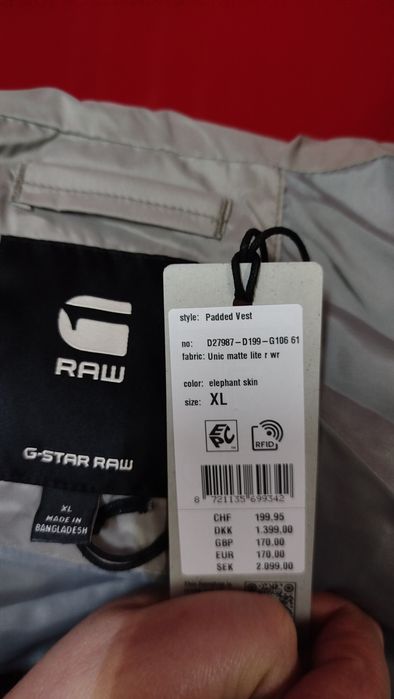 RAW
G-STAR RAW
XL
MADE IN
BANGLADESH
style: Padded Vest
no: D27987-D199-G106 61
fabric: Unic matte lite r wr
color: elephant skin
size: XL
EPC
RFID
8 721135 699342
CHF 199,95
DKK 1.399,00
GBP 170,00
EUR 170,00
SEK 2.099,00